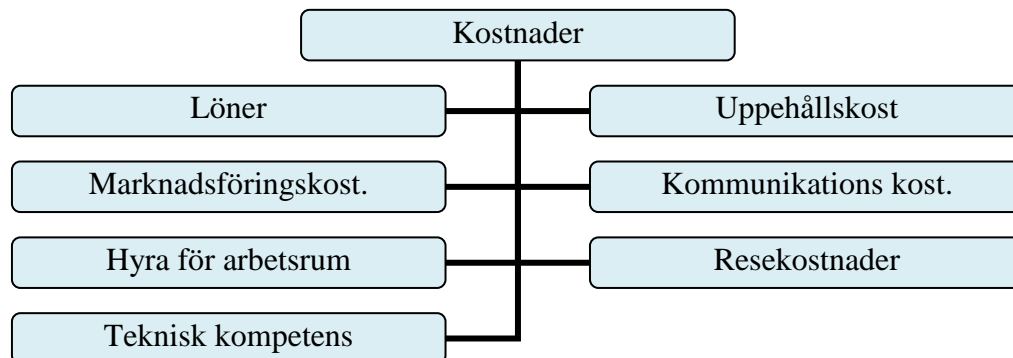 Kostnader
Löner
Uppehållskost
Marknadsföringskost.
Kommunikations kost.
Hyra för arbetsrum
Resekostnader
Teknisk kompetens